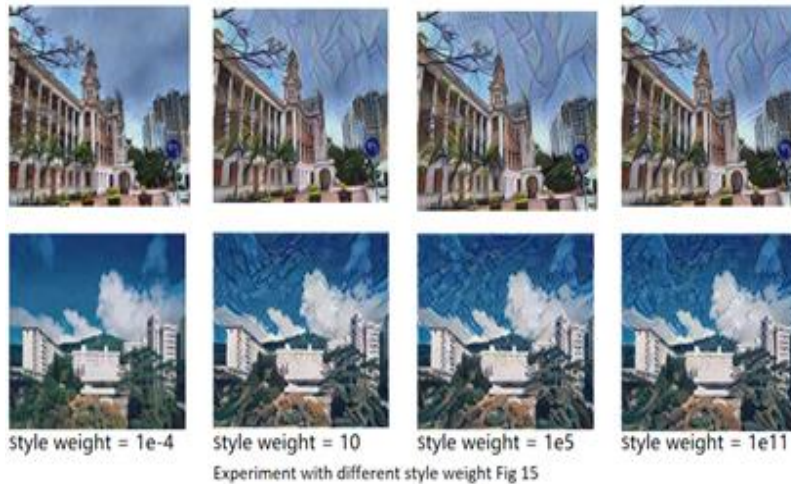 style weight = 1e-4
style weight = 10
style weight = 1e5
style weight = 1e11
Experiment with different style weight Fig 15